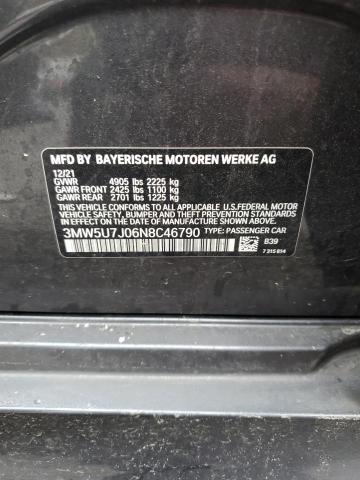 MFD BY BAYERISCHE MOTOREN WERKE AG
12/21
GVWR 4905 lbs 2225 kg
GAWR FRONT 2425 lbs 1100 kg
GAWR REAR 2701 lbs 1225 kg
THIS VEHICLE CONFORMS TO ALL APPLICABLE U.S.FEDERAL MOTOR
VEHICLE SAFETY, BUMPER, AND THEFT PREVENTION STANDARDS IN
EFFECT ON THE DATE OF MANUFACTURE SHOWN ABOVE.
3MW5U7J06N8C46790 TYPE: PASSENGER CAR
B39
7 315 814